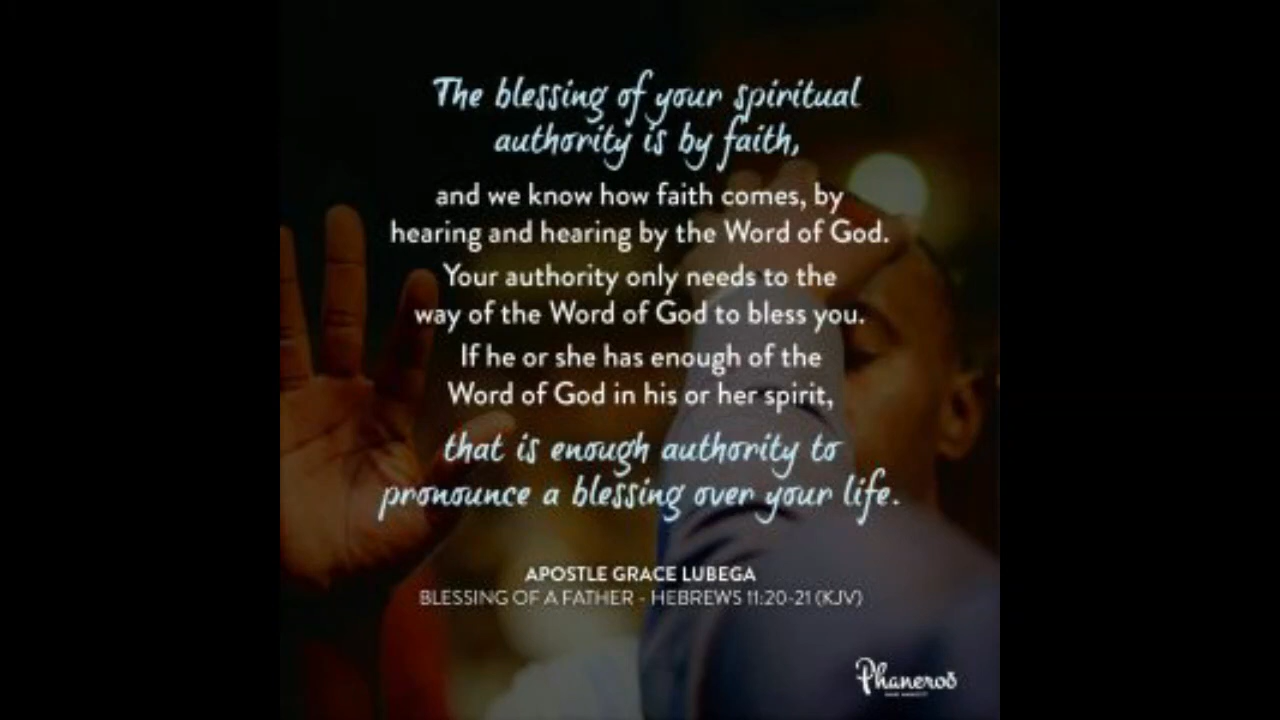 The blessing of your spiritual
authority is by faith,
and we know how faith comes, by
hearing and hearing by the Word of God.
Your authority only needs to the
way of the Word of God to bless you.
If he or she has enough of the
Word of God in his or her spirit,
that is enough authority to
pronounce a blessing over your life.
APOSTLE GRACE LUBEGA
BLESSING OF A FATHER - HEBREWS 11:20-21 (KJV)
Phaneroo